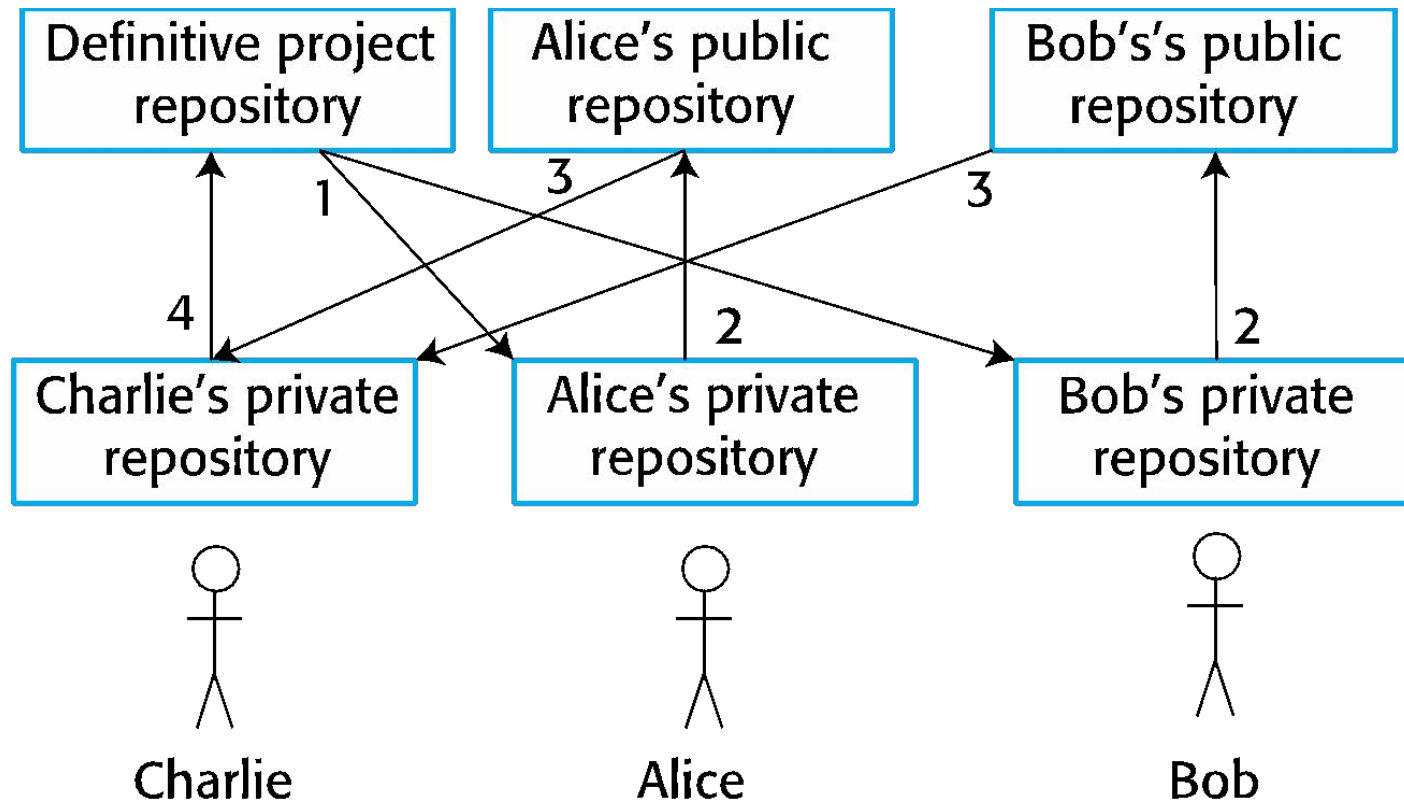 Definitive project
repository
Alice's public
repository
Bob's's public
repository
1
3
3
4
2
2
Charlie’s private
repository
Alice’s private
repository
Bob’s private
repository
Charlie
Alice
Bob